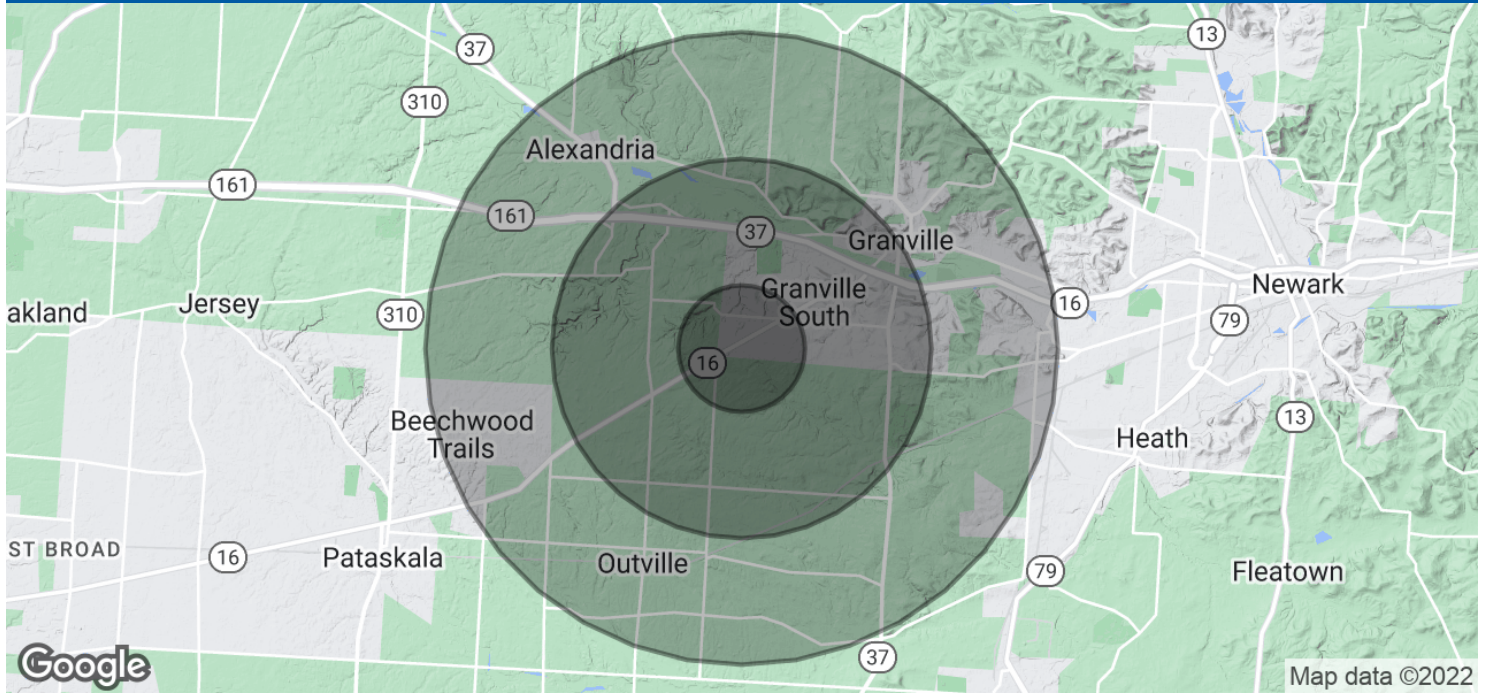 13
37
310
Alexandria
161
161
37
Granville
Granville
South
Newark
16
79
akland
Jersey
310
16
Beechwood
Trails
13
Heath
ST BROAD
16
Pataskala
Outville
79
Fleatown
37
Google
Map data ©2022